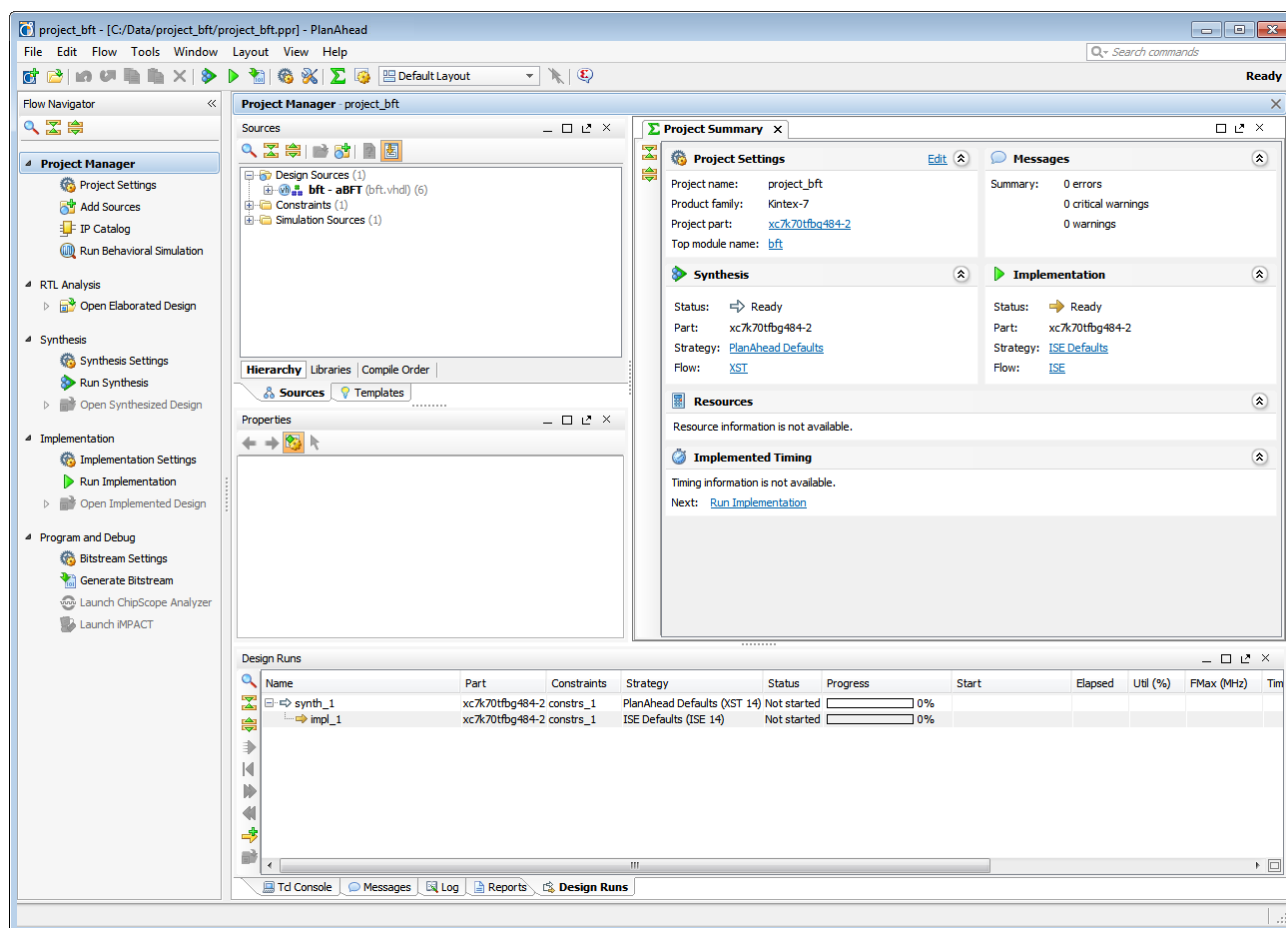 project_bft - [C:/Data/project_bft/project_bft.ppr] - PlanAhead
File Edit Flow Tools Window Layout View Help
Search commands
Default Layout
Ready
Flow Navigator
Project Manager
Project Settings
Add Sources
IP Catalog
Run Behavioral Simulation
RTL Analysis
Open Elaborated Design
Synthesis
Synthesis Settings
Run Synthesis
Open Synthesized Design
Implementation
Implementation Settings
Run Implementation
Open Implemented Design
Program and Debug
Bitstream Settings
Generate Bitstream
Launch ChipScope Analyzer
Launch iMPACT
Project Manager - project_bft
Sources
Design Sources (1)
bft - aBFT (bft.vhdl) (6)
Constraints (1)
Simulation Sources (1)
Hierarchy Libraries Compile Order
Sources Templates
Properties
Project Summary
Project Settings Edit
Project name: project_bft
Product family: Kintex-7
Project part: xc7k70tfbg484-2
Top module name: bft
Messages
Summary: 0 errors
0 critical warnings
0 warnings
Synthesis
Status: Ready
Part: xc7k70tfbg484-2
Strategy: PlanAhead Defaults
Flow: XST
Implementation
Status: Ready
Part: xc7k70tfbg484-2
Strategy: ISE Defaults
Flow: ISE
Resources
Resource information is not available.
Implemented Timing
Timing information is not available.
Next: Run Implementation
Design Runs
Name Part Constraints Strategy Status Progress Start Elapsed Util (%) FMax (MHz) Tim
synth_1 xc7k70tfbg484-2 constrs_1 PlanAhead Defaults (XST 14) Not started 0%
impl_1 xc7k70tfbg484-2 constrs_1 ISE Defaults (ISE 14) Not started 0%
Tcl Console Messages Log Reports Design Runs